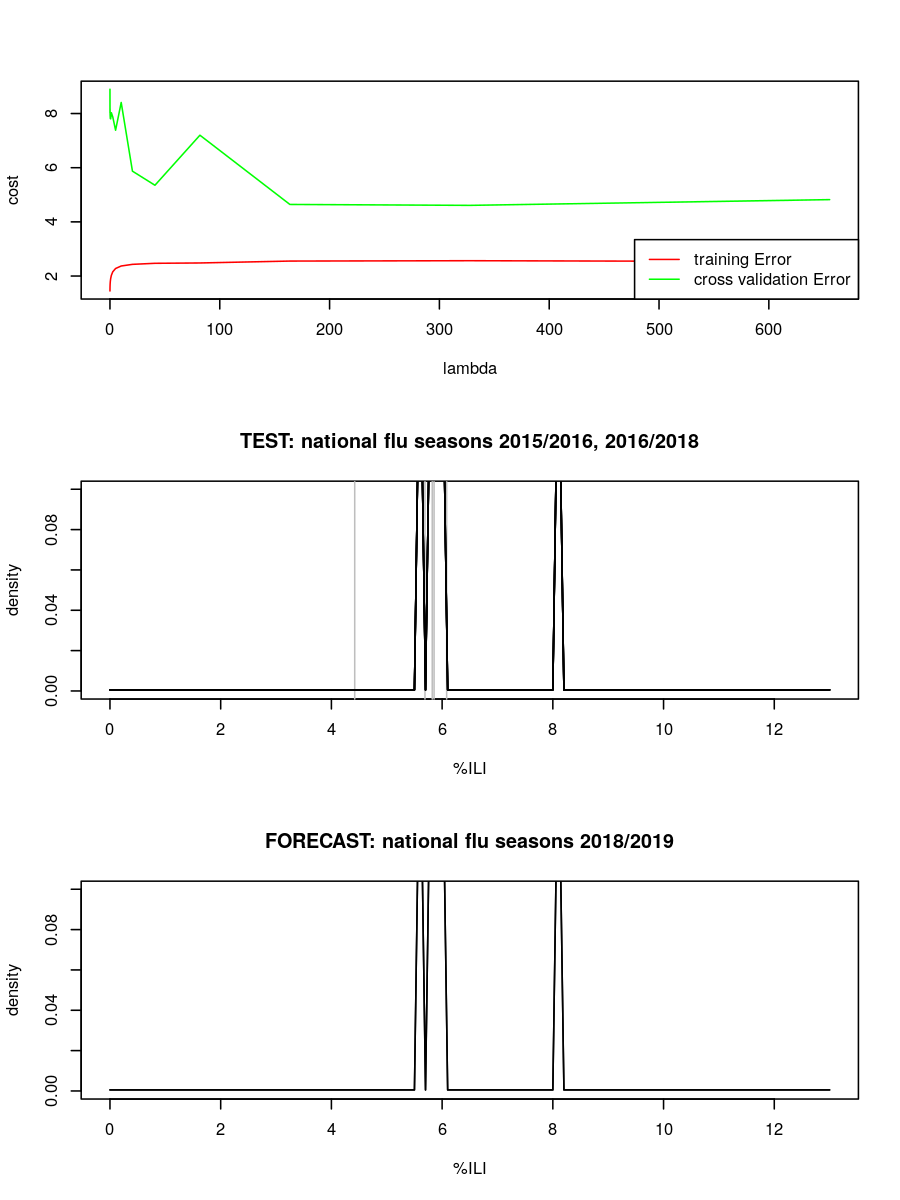 cost
8
6
4
2
training Error
cross validation Error
0 100 200 300 400 500 600
lambda
TEST: national flu seasons 2015/2016, 2016/2018
density
0.08
0.04
0.00
0 2 4 6 8 10 12
%ILI
FORECAST: national flu seasons 2018/2019
density
0.08
0.04
0.00
0 2 4 6 8 10 12
%ILI